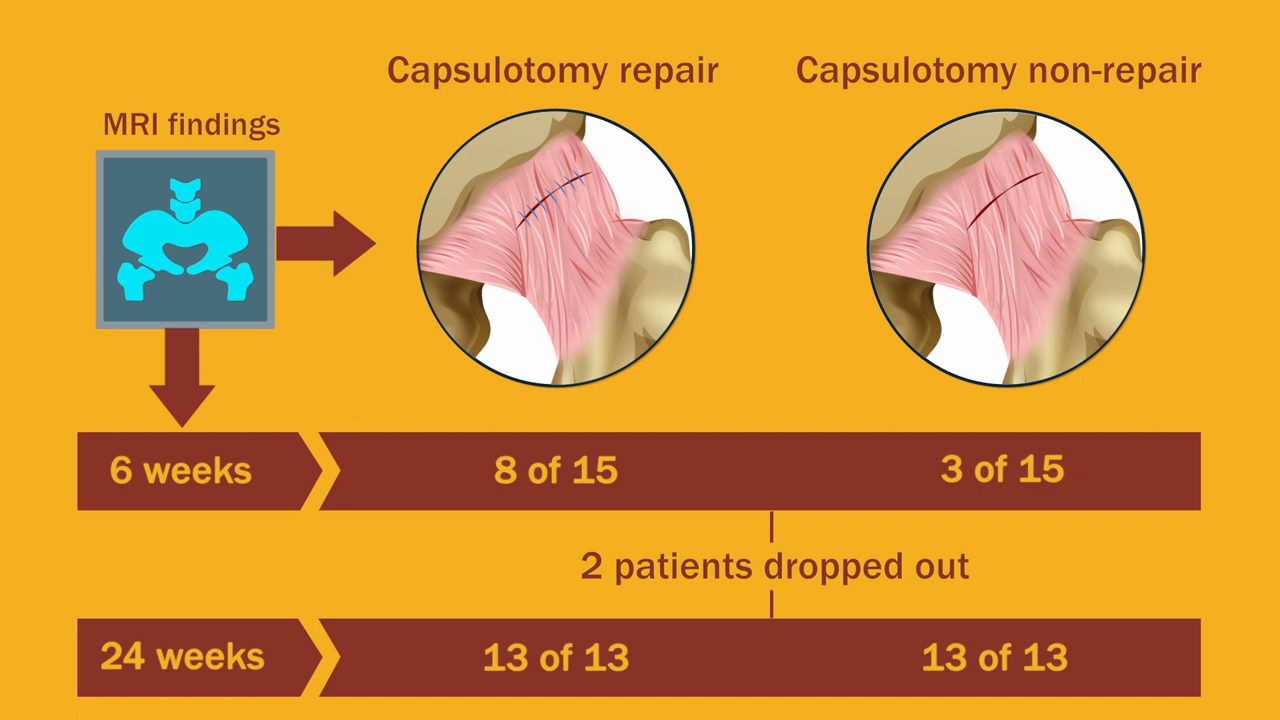 Capsulotomy repair
Capsulotomy non-repair
MRI findings
6 weeks
8 of 15
3 of 15
2 patients dropped out
24 weeks
13 of 13
13 of 13